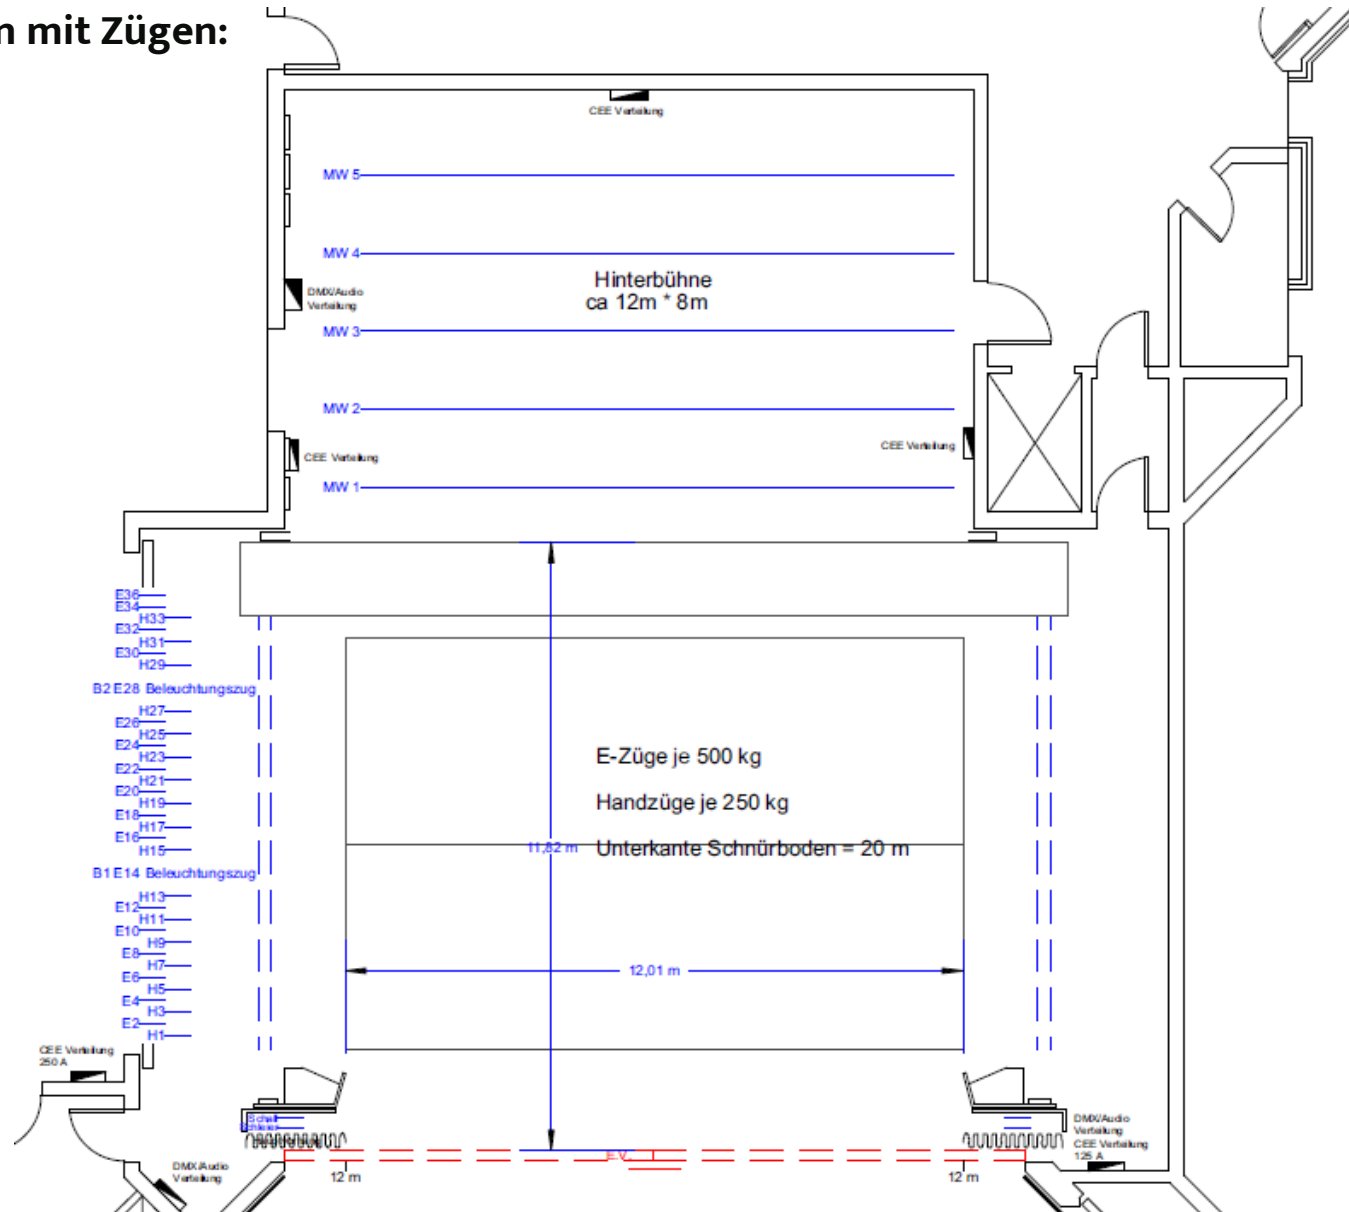 n mit Zügen:
CEE Verteilung
MW 5
MW 4
Hinterbühne
ca 12m * 8m
DMX/Audio
Verteilung
MW 3
MW 2
CEE Verteilung
CEE Verteilung
MW 1
E36
E34
H33
E32
H31
E30
H29
B2 E28 Beleuchtungszug
H27
E26
H25
E24
H23
E22
H21
E20
H19
E18
H17
E16
H15
B1 E14 Beleuchtungszug
H13
E12
H11
E10
H9
E8
H7
E6
H5
E4
H3
E2
H1
E-Züge je 500 kg
Handzüge je 250 kg
11,82 m
Unterkante Schnürboden = 20 m
12,01 m
CEE Verteilung
250 A
Schall
DMX/Audio
Verteilung
CEE Verteilung
125 A
E.V.
DMX/Audio
Verteilung
12 m
12 m